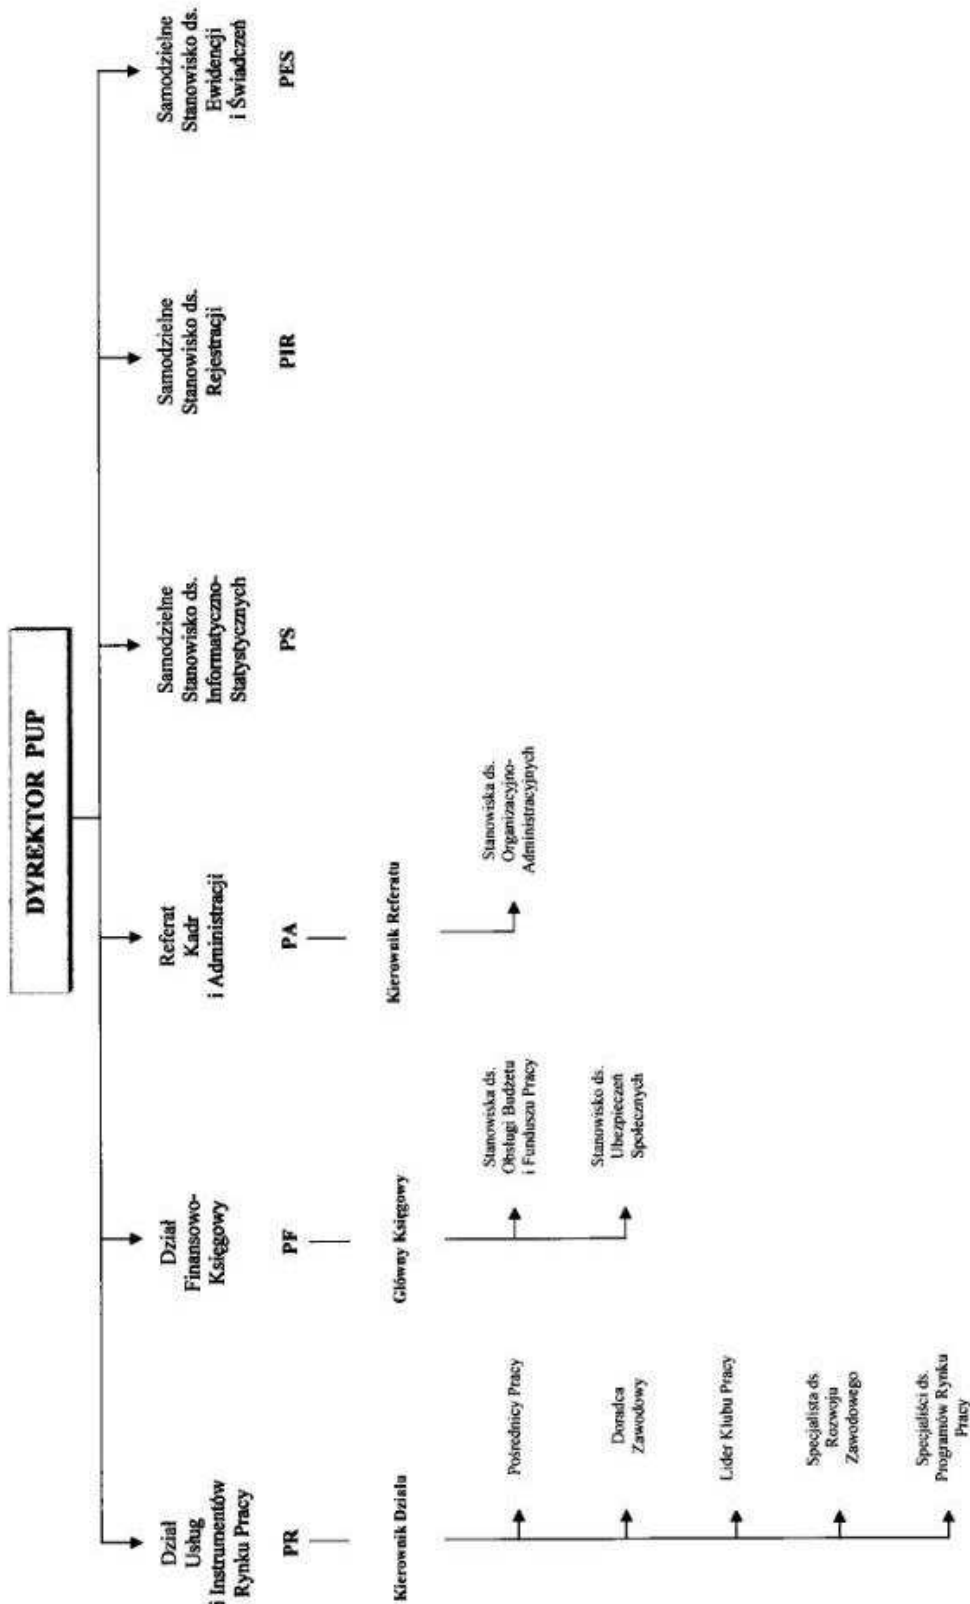 DYREKTOR PUP
Dział
Usług
i Instrumentów
Rynku Pracy
PR
Kierownik Działu
Pośrednicy Pracy
Doradca
Zawodowy
Lider Klubu Pracy
Specjalista ds.
Rozwoju
Zawodowego
Specjaliści ds.
Programów Rynku
Pracy
Dział
Finansowo-
Księgowy
PF
Główny Księgowy
Stanowiska ds.
Obsługi Budżetu
i Funduszu Pracy
Stanowisko ds.
Ubezpieczeń
Społecznych
Referat
Kadr
i Administracji
PA
Kierownik Referatu
Stanowiska ds.
Organizacyjno-
Administracyjnych
Samodzielne
Stanowisko ds.
Informatyczno-
Statystycznych
PS
Samodzielne
Stanowisko ds.
Rejestracji
PIR
Samodzielne
Stanowisko ds.
Ewidencji
i Świadczeń
PES